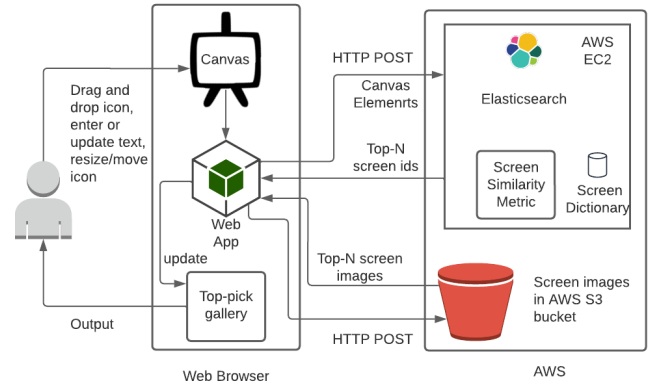 Canvas
Drag and
drop icon,
enter or
update text,
resize/move
icon
HTTP POST
Canvas
Elemenrts
AWS
EC2
Elasticsearch
Top-N
screen ids
Screen
Similarity
Metric
Screen
Dictionary
Web
App
update
Top-N screen
images
Top-pick
gallery
Screen images
in AWS S3
bucket
Output
HTTP POST
Web Browser
AWS